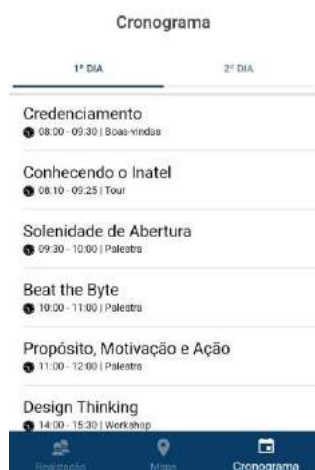 Cronograma
1º DIA
2º DIA
Credenciamento
08:00 - 09:30 | Boas-vindas
Conhecendo o Inatel
08:10 - 09:25 | Tour
Solenidade de Abertura
09:30 - 10:00 | Palestra
Beat the Byte
10:00 - 11:00 | Palestra
Propósito, Motivação e Ação
11:00 - 12:00 | Palestra
Design Thinking
14:00 - 15:30 | Workshop
Realização
Mapa
Cronograma